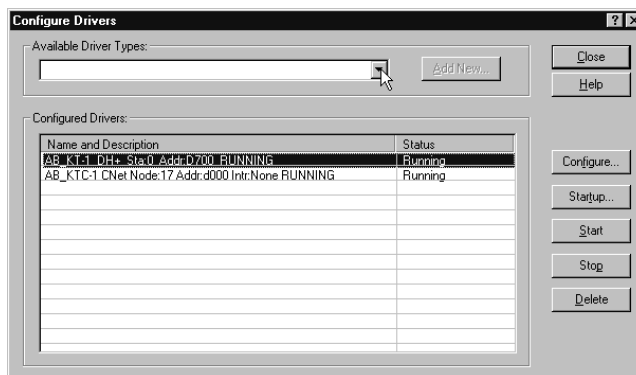 Configure Drivers
Available Driver Types:
Add New...
Close
Help
Configured Drivers:
Name and Description Status
AB_KT-1 DH+ Sta:0 Addr:D700 RUNNING Running
AB_KTC-1 CNet Node:17 Addr:d000 Intr:None RUNNING Running
Configure...
Startup...
Start
Stop
Delete